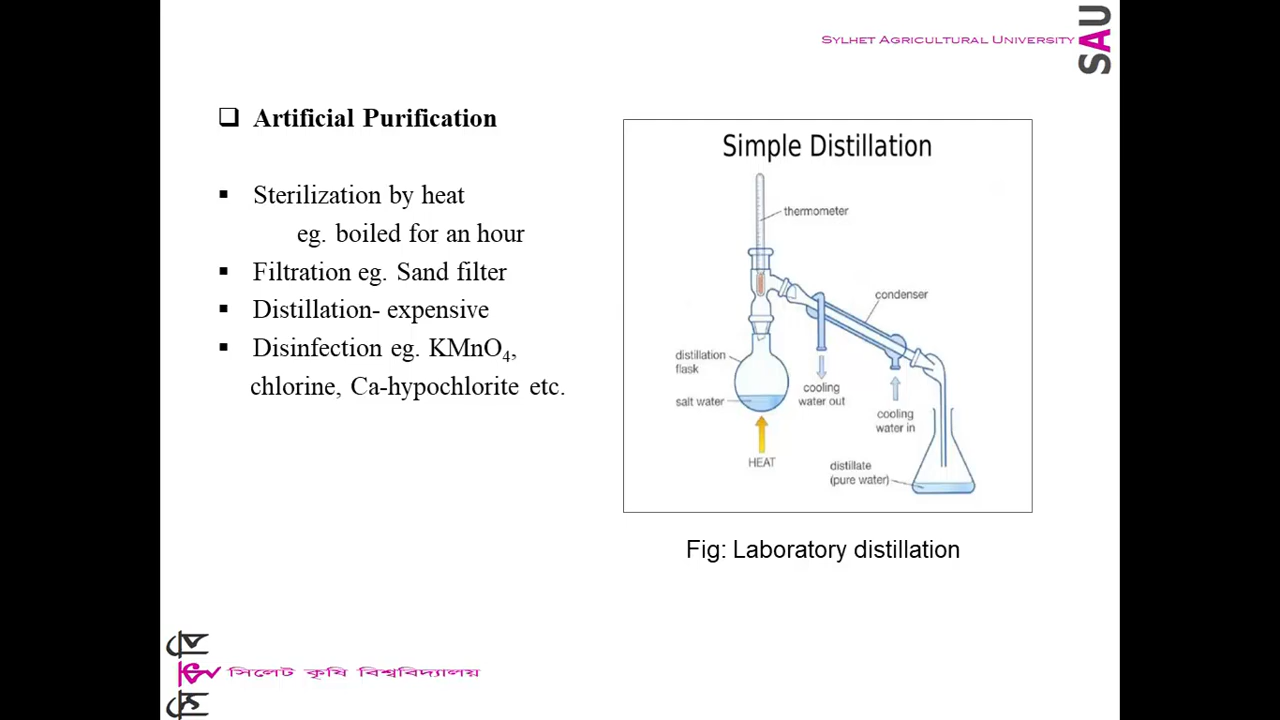 SYLHET AGRICULTURAL UNIVERSITY
SAU
❑ Artificial Purification
▪ Sterilization by heat
eg. boiled for an hour
▪ Filtration eg. Sand filter
▪ Distillation- expensive
▪ Disinfection eg. KMnO₄,
chlorine, Ca-hypochlorite etc.
Simple Distillation
thermometer
condenser
distillation
flask
salt water
cooling
water out
cooling
water in
HEAT
distillate
(pure water)
Fig: Laboratory distillation
সিকৃবি
সিলেট কৃষি বিশ্ববিদ্যালয়